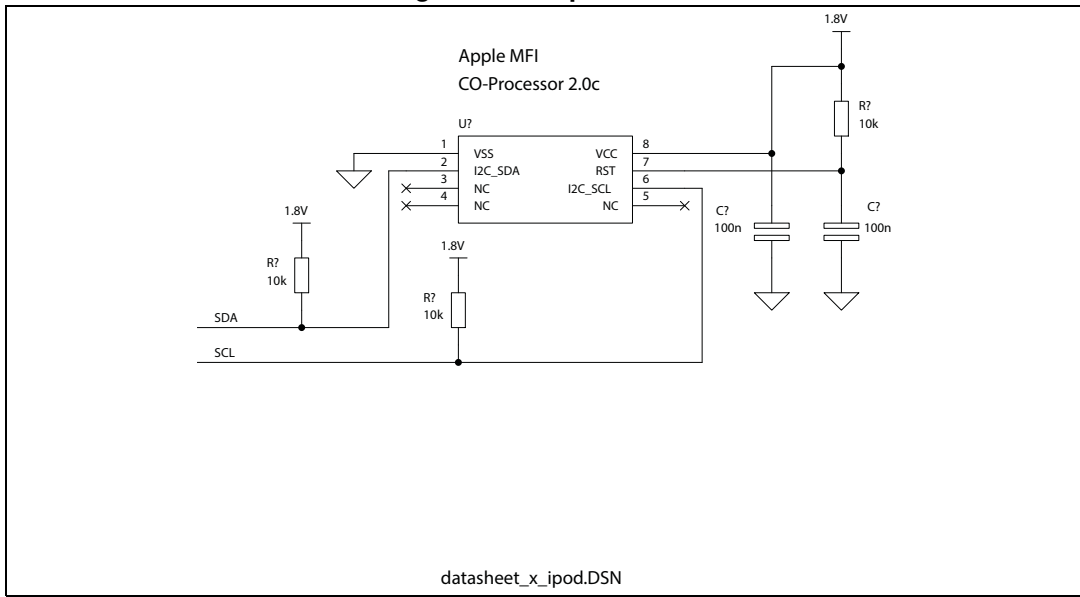 1.8V
Apple MFI
CO-Processor 2.0c
R?
10k
U?
1
VSS
VCC
8
2
I2C_SDA
RST
7
3
NC
I2C_SCL
6
4
NC
NC
5
1.8V
C?
100n
C?
100n
1.8V
R?
10k
R?
10k
SDA
SCL
datasheet_x_ipod.DSN